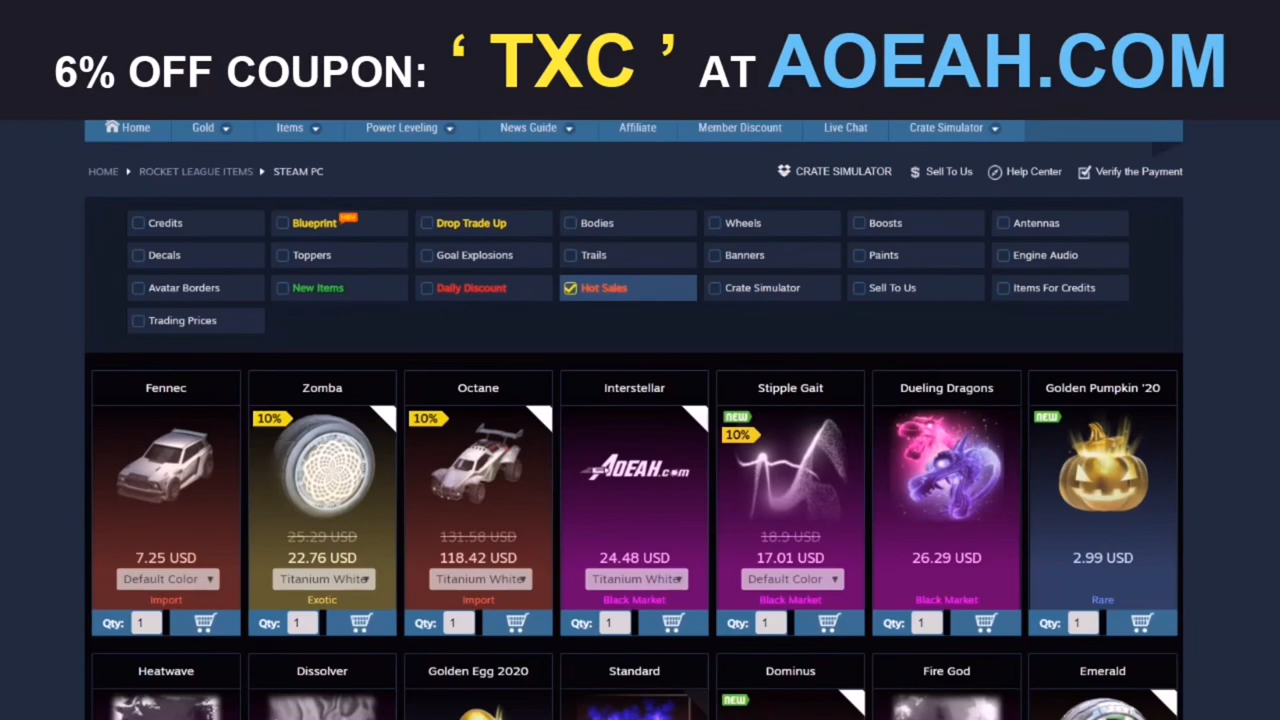 6% OFF COUPON: ‘ TXC ’ AT AOEAH.COM
Home Gold Items Power Leveling News Guide Affiliate Member Discount Live Chat Crate Simulator
HOME ROCKET LEAGUE ITEMS STEAM PC CRATE SIMULATOR $ Sell To Us Help Center Verify the Payment
Credits Blueprint NEW Drop Trade Up Bodies Wheels Boosts Antennas
Decals Toppers Goal Explosions Trails Banners Paints Engine Audio
Avatar Borders New Items Daily Discount Hot Sales Crate Simulator Sell To Us Items For Credits
Trading Prices
Fennec Zomba Octane Interstellar Stipple Gait Dueling Dragons Golden Pumpkin '20
10% 10% NEW NEW
10%
AOEAH.com
25.29 USD 131.58 USD 18.9 USD
7.25 USD 22.76 USD 118.42 USD 24.48 USD 17.01 USD 26.29 USD 2.99 USD
Default Color Titanium White Titanium White Titanium White Default Color
Import Exotic Import Black Market Black Market Black Market Rare
Qty: 1 Qty: 1 Qty: 1 Qty: 1 Qty: 1 Qty: 1 Qty: 1
Heatwave Dissolver Golden Egg 2020 Standard Dominus Fire God Emerald
NEW